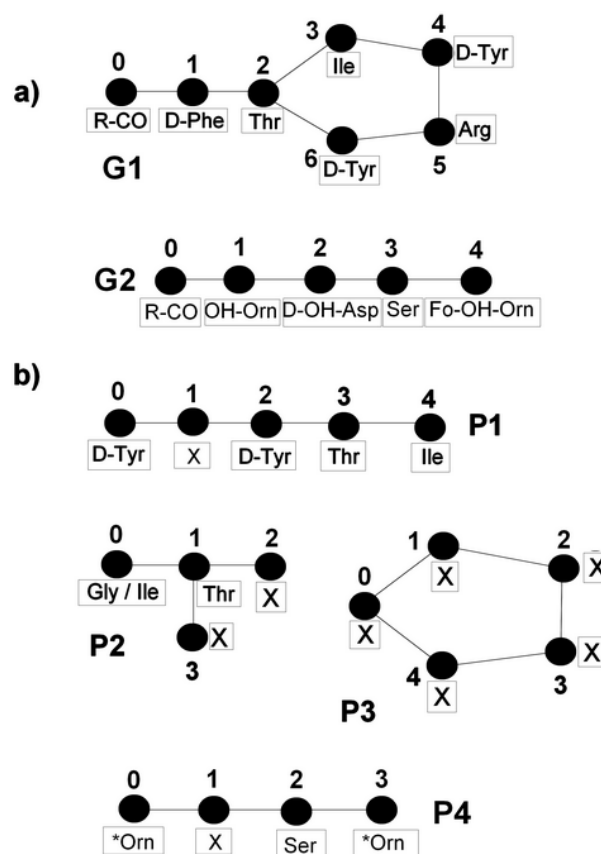 a)
0 1 2 3 4
R-CO D-Phe Thr Ile D-Tyr
G1
6 D-Tyr 5 Arg
G2
0 1 2 3 4
R-CO OH-Orn D-OH-Asp Ser Fo-OH-Orn
b)
0 1 2 3 4
D-Tyr X D-Tyr Thr Ile
P1
0 1 2
Gly / Ile Thr X
X
3
P2
0 1 2
X X X
4 3
X X
P3
0 1 2 3
*Orn X Ser *Orn
P4